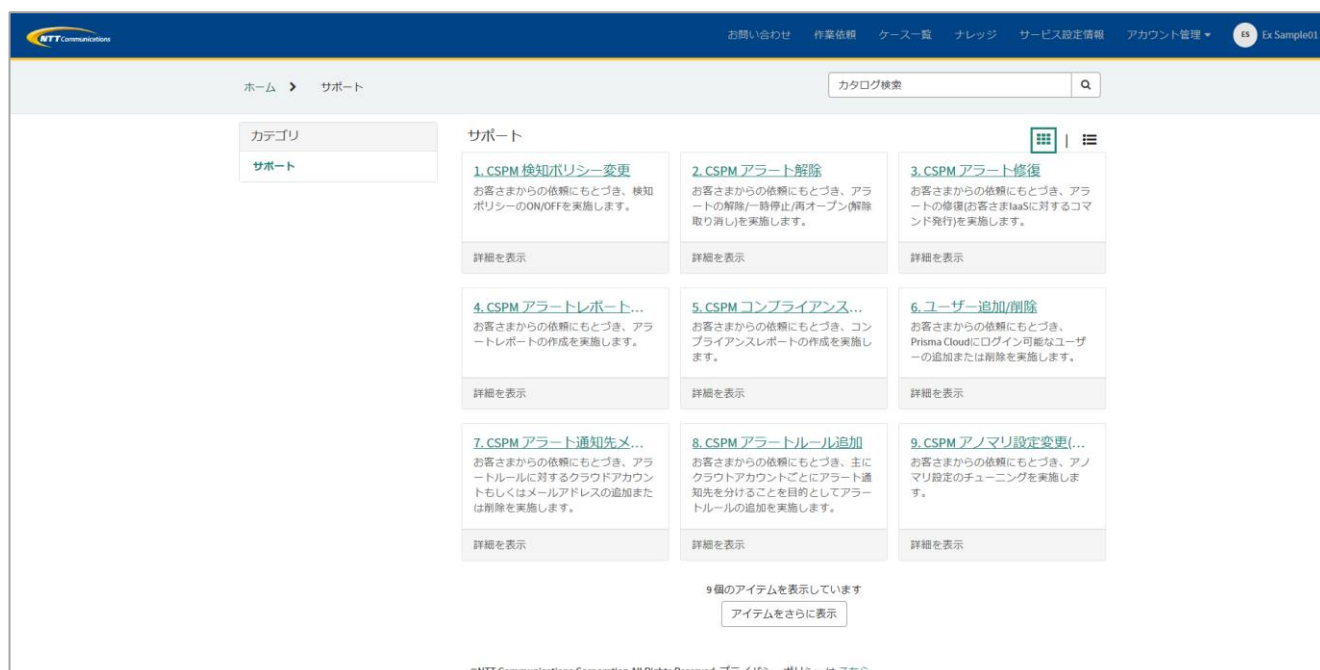 NTT Communications
お問い合わせ 作業依頼 ケース一覧 ナレッジ サービス設定情報 アカウント管理 ES Ex Sample01
ホーム サポート
カタログ検索
カテゴリ
サポート
サポート
1. CSPM 検知ポリシー変更
お客さまからの依頼にもとづき、検知
ポリシーのON/OFFを実施します。
詳細を表示
2. CSPM アラート解除
お客さまからの依頼にもとづき、アラ
ートの解除/一時停止/再オープン(解除
取り消し)を実施します。
詳細を表示
3. CSPM アラート修復
お客さまからの依頼にもとづき、アラ
ートの修復(お客さまIaaSに対するコマ
ンド発行)を実施します。
詳細を表示
4. CSPM アラートレポート...
お客さまからの依頼にもとづき、アラ
ートレポートの作成を実施します。
詳細を表示
5. CSPM コンプライアンス...
お客さまからの依頼にもとづき、コン
プライアンスレポートの作成を実施し
ます。
詳細を表示
6. ユーザー追加/削除
お客さまからの依頼にもとづき、
Prisma Cloudにログイン可能なユーザ
ーの追加または削除を実施します。
詳細を表示
7. CSPM アラート通知先メ...
お客さまからの依頼にもとづき、アラ
ートルールに対するクラウドアカウン
トもしくはメールアドレスの追加また
は削除を実施します。
詳細を表示
8. CSPM アラートルール追加
お客さまからの依頼にもとづき、主に
クラウトアカウントごとにアラート通
知先を分けることを目的としてアラー
トルールの追加を実施します。
詳細を表示
9. CSPM アノマリ設定変更(...
お客さまからの依頼にもとづき、アノ
マリ設定のチューニングを実施しま
す。
詳細を表示
9 個のアイテムを表示しています
アイテムをさらに表示
©NTT Communications Corporation All Rights Reserved. プライバシーポリシーは こちら